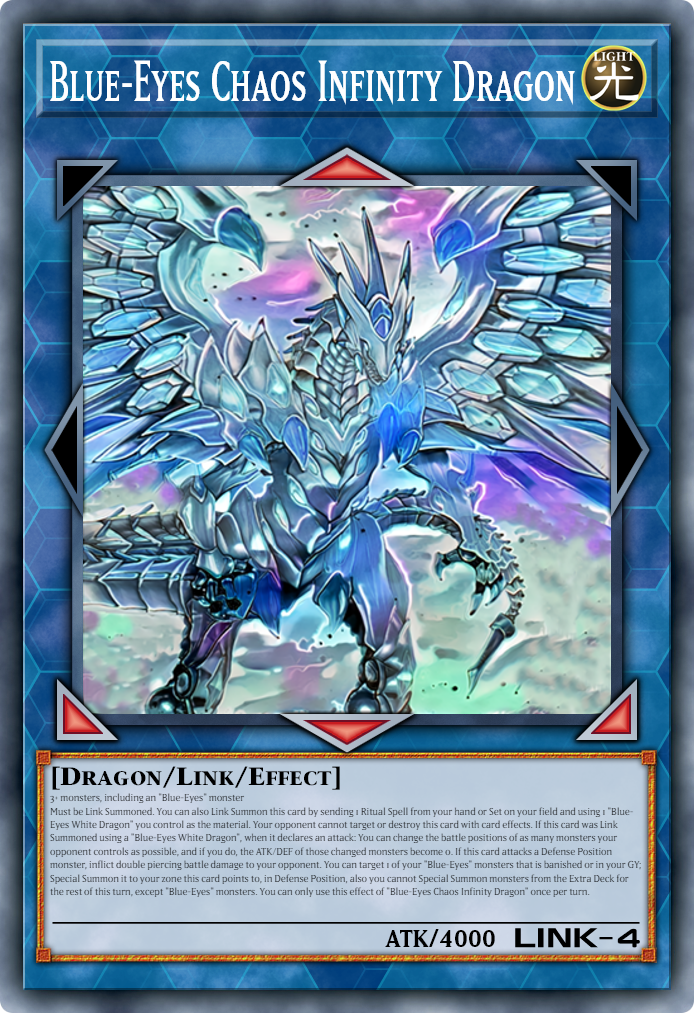 BLUE-EYES CHAOS INFINITY DRAGON
LIGHT
光
[DRAGON/LINK/EFFECT]
3+ monsters, including an "Blue-Eyes" monster
Must be Link Summoned. You can also Link Summon this card by sending 1 Ritual Spell from your hand or Set on your field and using 1 "Blue-
Eyes White Dragon" you control as the material. Your opponent cannot target or destroy this card with card effects. If this card was Link
Summoned using a "Blue-Eyes White Dragon", when it declares an attack: You can change the battle positions of as many monsters your
opponent controls as possible, and if you do, the ATK/DEF of those changed monsters become 0. If this card attacks a Defense Position
monster, inflict double piercing battle damage to your opponent. You can target 1 of your "Blue-Eyes" monsters that is banished or in your GY;
Special Summon it to your zone this card points to, in Defense Position, also you cannot Special Summon monsters from the Extra Deck for
the rest of this turn, except "Blue-Eyes" monsters. You can only use this effect of "Blue-Eyes Chaos Infinity Dragon" once per turn.
ATK/4000 LINK-4